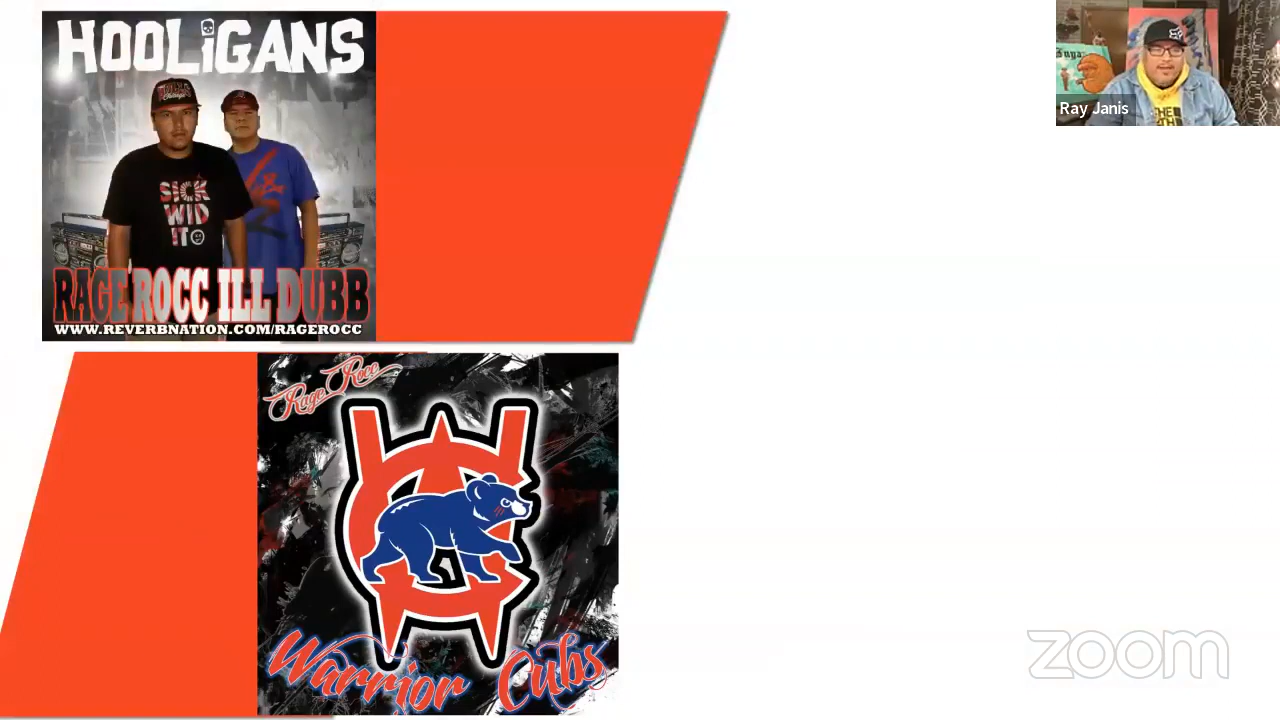 HOOLiGANS
SICK
WID
IT
RAGE ROCC ILL DUBB
WWW.REVERBNATION.COM/RAGEROCC
Rage Rocc
Warrior Cubs
Ray Janis
zoom